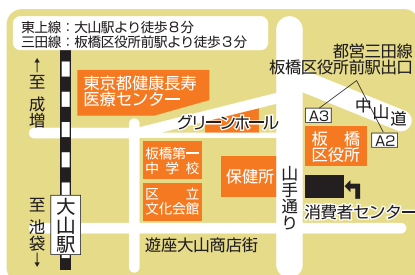 東上線：大山駅より徒歩8分
三田線：板橋区役所前駅より徒歩3分
都営三田線
板橋区役所前駅出口
←至 成増
東京都健康長寿
医療センター
中山道
A3
A2
グリーンホール
板橋
区役所
板橋第一
中学校
保健所
山手通り
区立
文化会館
消費者センター
大山駅
至 池袋→
遊座大山商店街